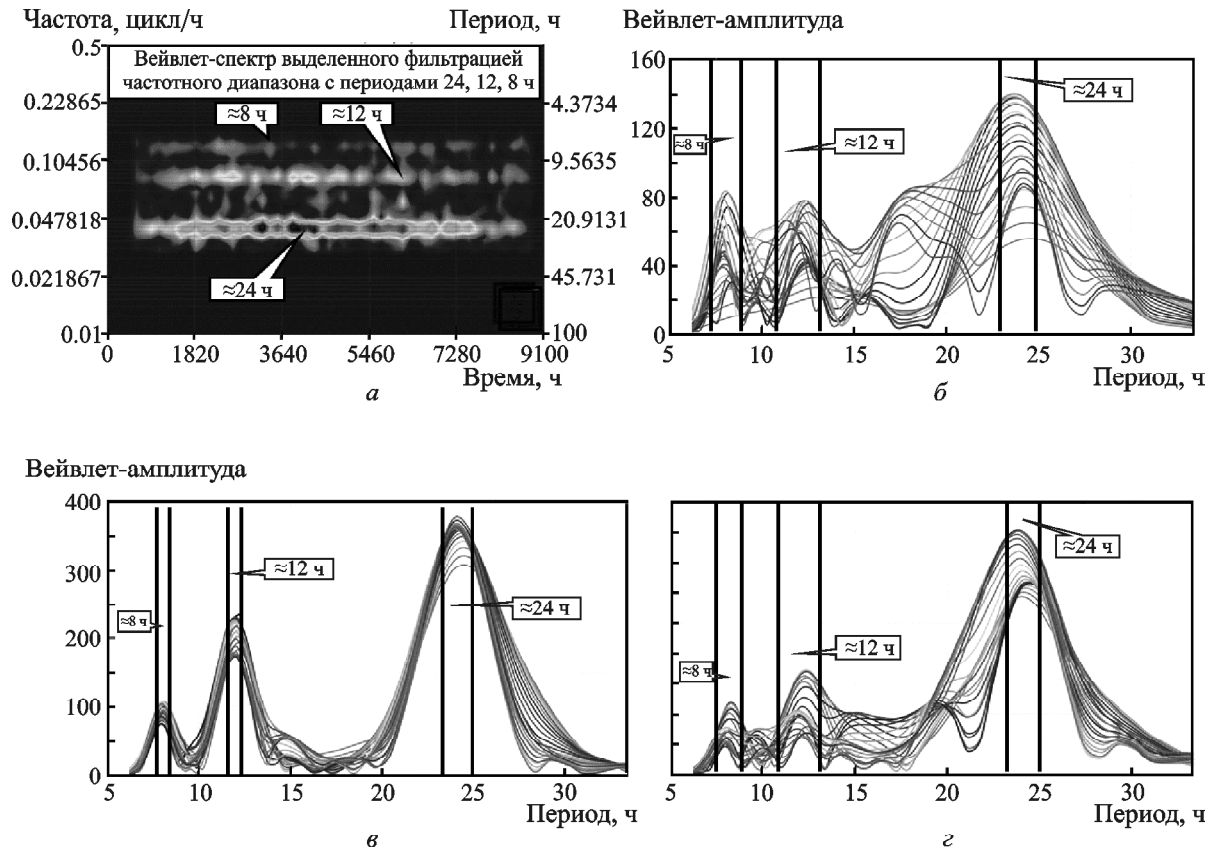 Частота, цикл/ч
Период, ч
0.5
Вейвлет-спектр выделенного фильтрацией
частотного диапазона с периодами 24, 12, 8 ч
0.22865
4.3734
≈8 ч
≈12 ч
0.10456
9.5635
0.047818
20.9131
0.021867
45.731
≈24 ч
0.01
100
0 1820 3640 5460 7280 9100
Время, ч
а
Вейвлет-амплитуда
160
≈24 ч
120
≈8 ч
≈12 ч
80
40
0
5 10 15 20 25 30
Период, ч
б
Вейвлет-амплитуда
400
≈12 ч
300
≈8 ч
≈24 ч
200
100
0
5 10 15 20 25 30
Период, ч
в
≈24 ч
≈12 ч
≈8 ч
5 10 15 20 25 30
Период, ч
г